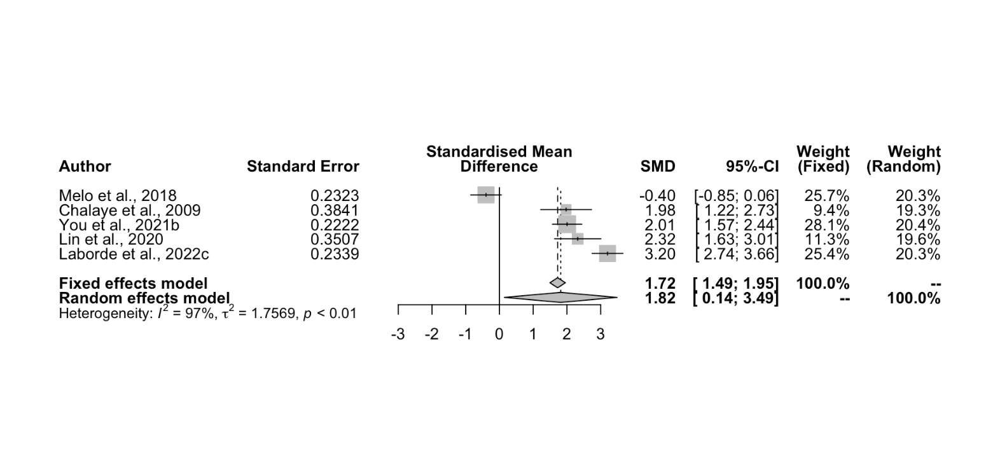 Standardised Mean Weight Weight
Author Standard Error Difference SMD 95%-CI (Fixed) (Random)
Melo et al., 2018 0.2323 -0.40 [-0.85; 0.06] 25.7% 20.3%
Chalaye et al., 2009 0.3841 1.98 [ 1.22; 2.73] 9.4% 19.3%
You et al., 2021b 0.2222 2.01 [ 1.57; 2.44] 28.1% 20.4%
Lin et al., 2020 0.3507 2.32 [ 1.63; 3.01] 11.3% 19.6%
Laborde et al., 2022c 0.2339 3.20 [ 2.74; 3.66] 25.4% 20.3%
Fixed effects model 1.72 [ 1.49; 1.95] 100.0% --
Random effects model 1.82 [ 0.14; 3.49] -- 100.0%
Heterogeneity: I² = 97%, τ² = 1.7569, p < 0.01
-3 -2 -1 0 1 2 3